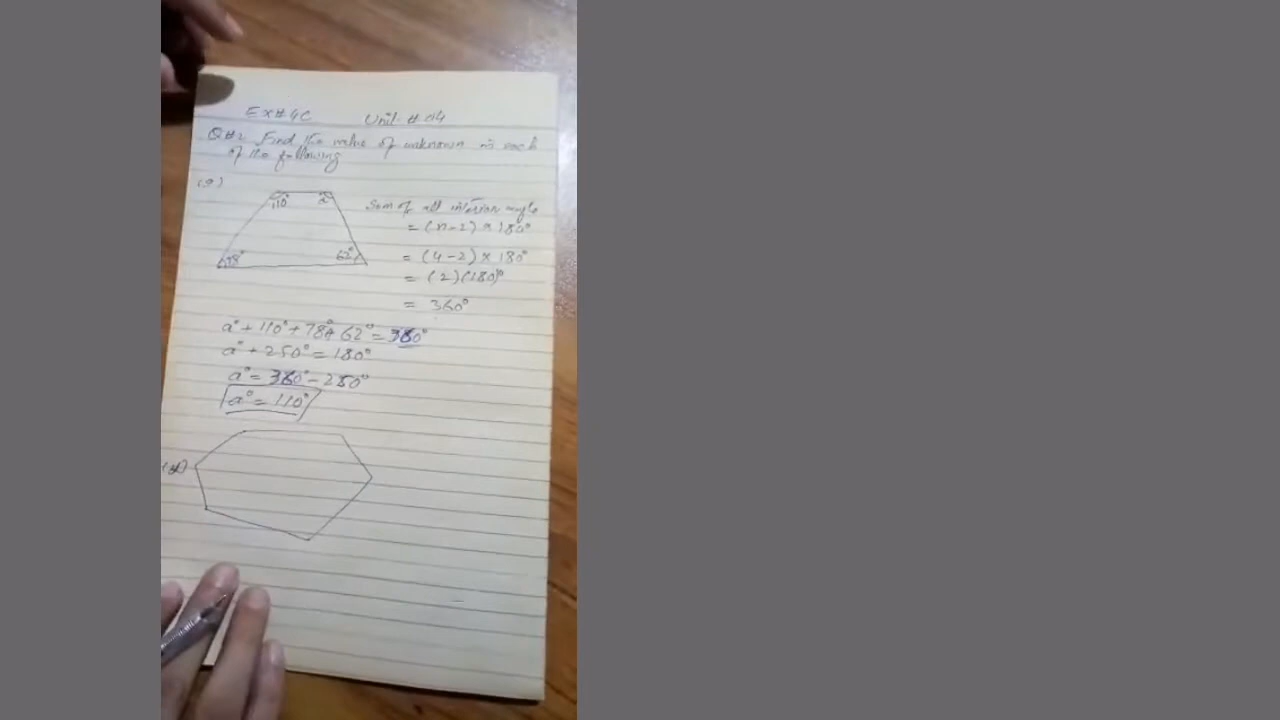 Ex# 4C Unit # 04
Q#2 Find the value of unknown in each
of the following
(a)
110° a°
78° 62°
Sum of all interior angle
= (n-2) × 180°
= (4-2) × 180°
= (2)(180)°
= 360°
a° + 110° + 78° + 62° = 360°
a° + 250° = 180°
a° = 360° - 250°
a° = 110°